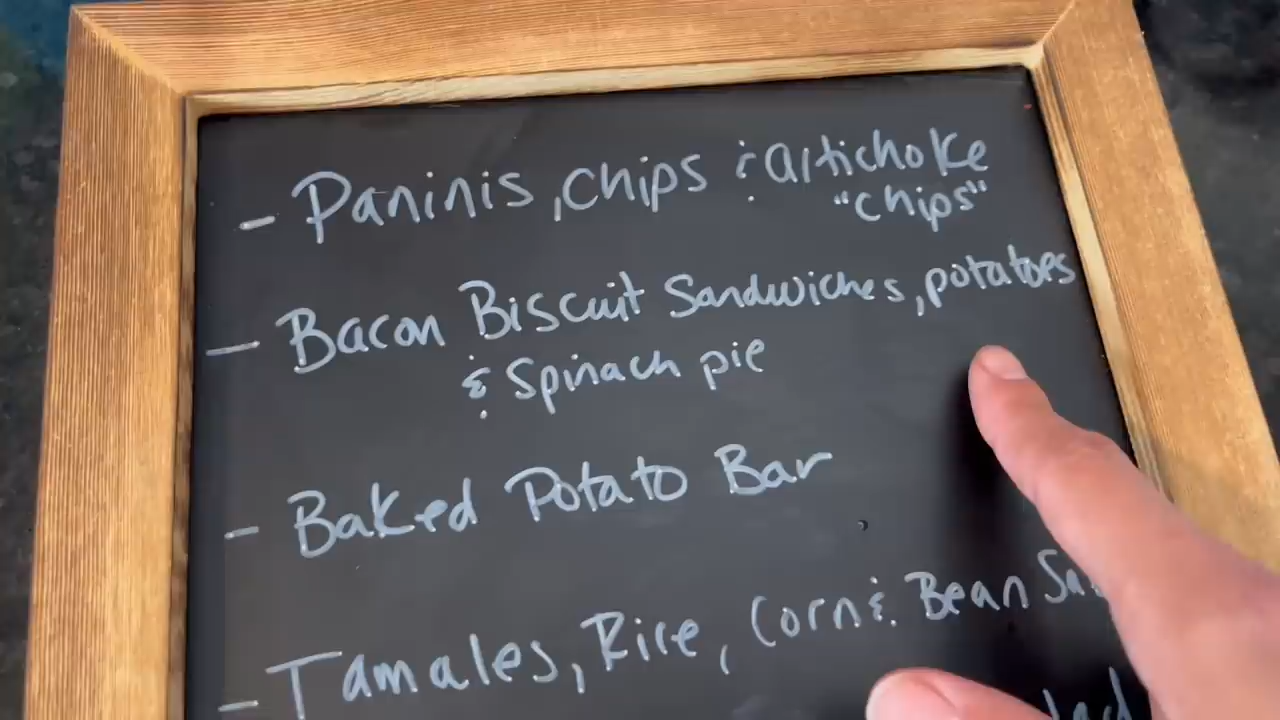 - Paninis, chips & artichoke
"chips"
- Bacon Biscuit Sandwiches, potatoes
& Spinach pie
- Baked Potato Bar
- Tamales, Rice, Corn & Bean